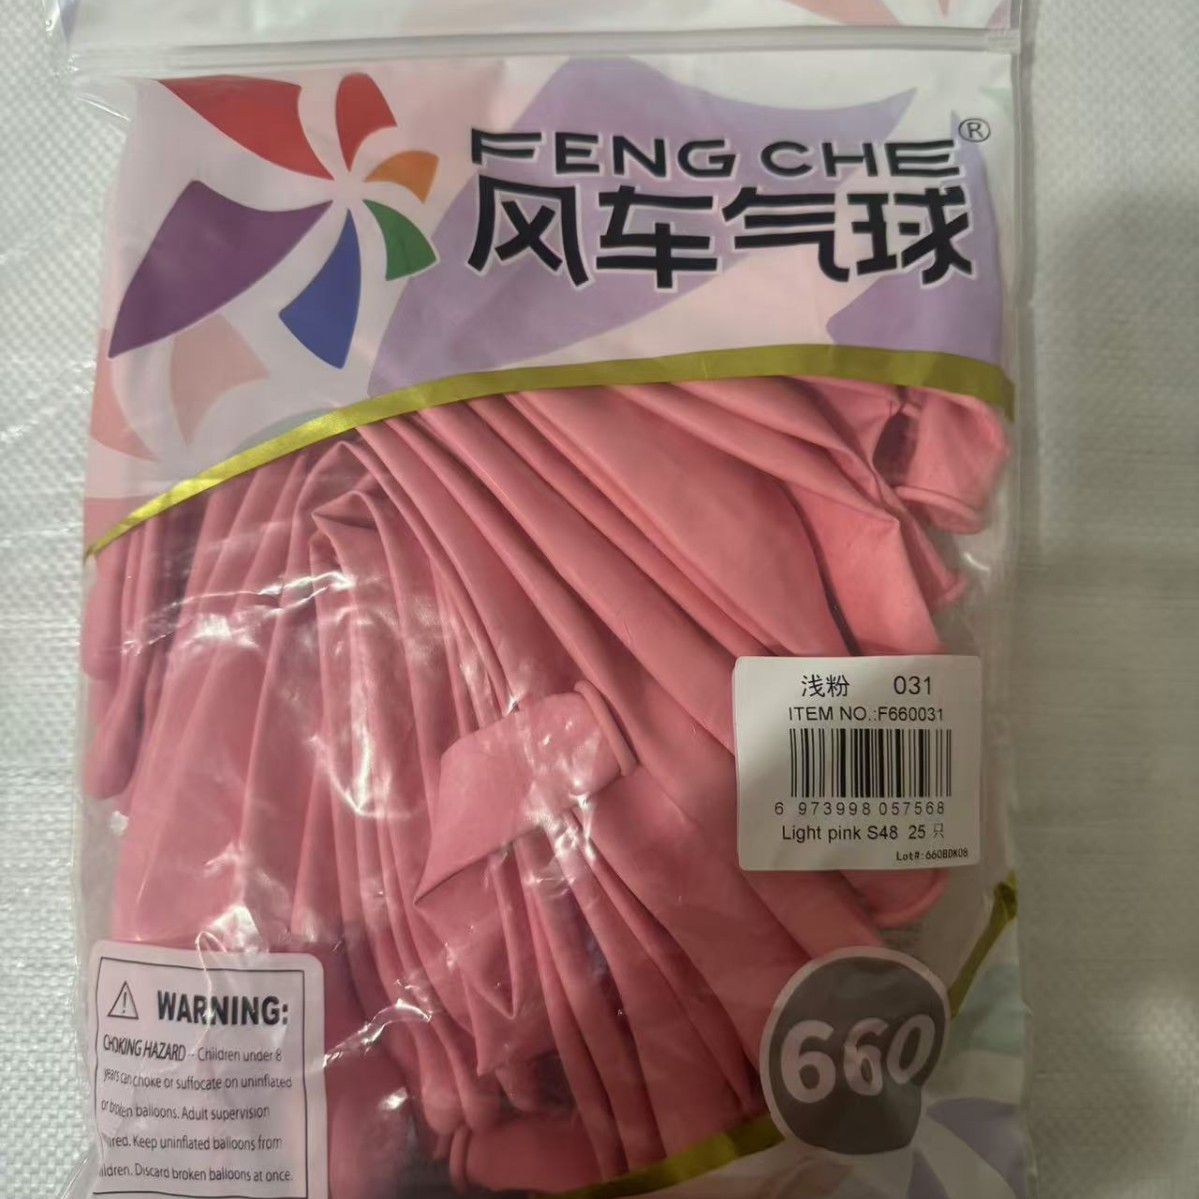 FENG CHE®
风车气球
浅粉 031
ITEM NO.:F660031
6 973998 057568
Light pink S48 25 只
Lot#: 660BDK08
660
WARNING:
CHOKING HAZARD -- Children under 8
years can choke or suffocate on uninflated
or broken balloons. Adult supervision
Keep uninflated balloons from
Discard broken balloons at once.